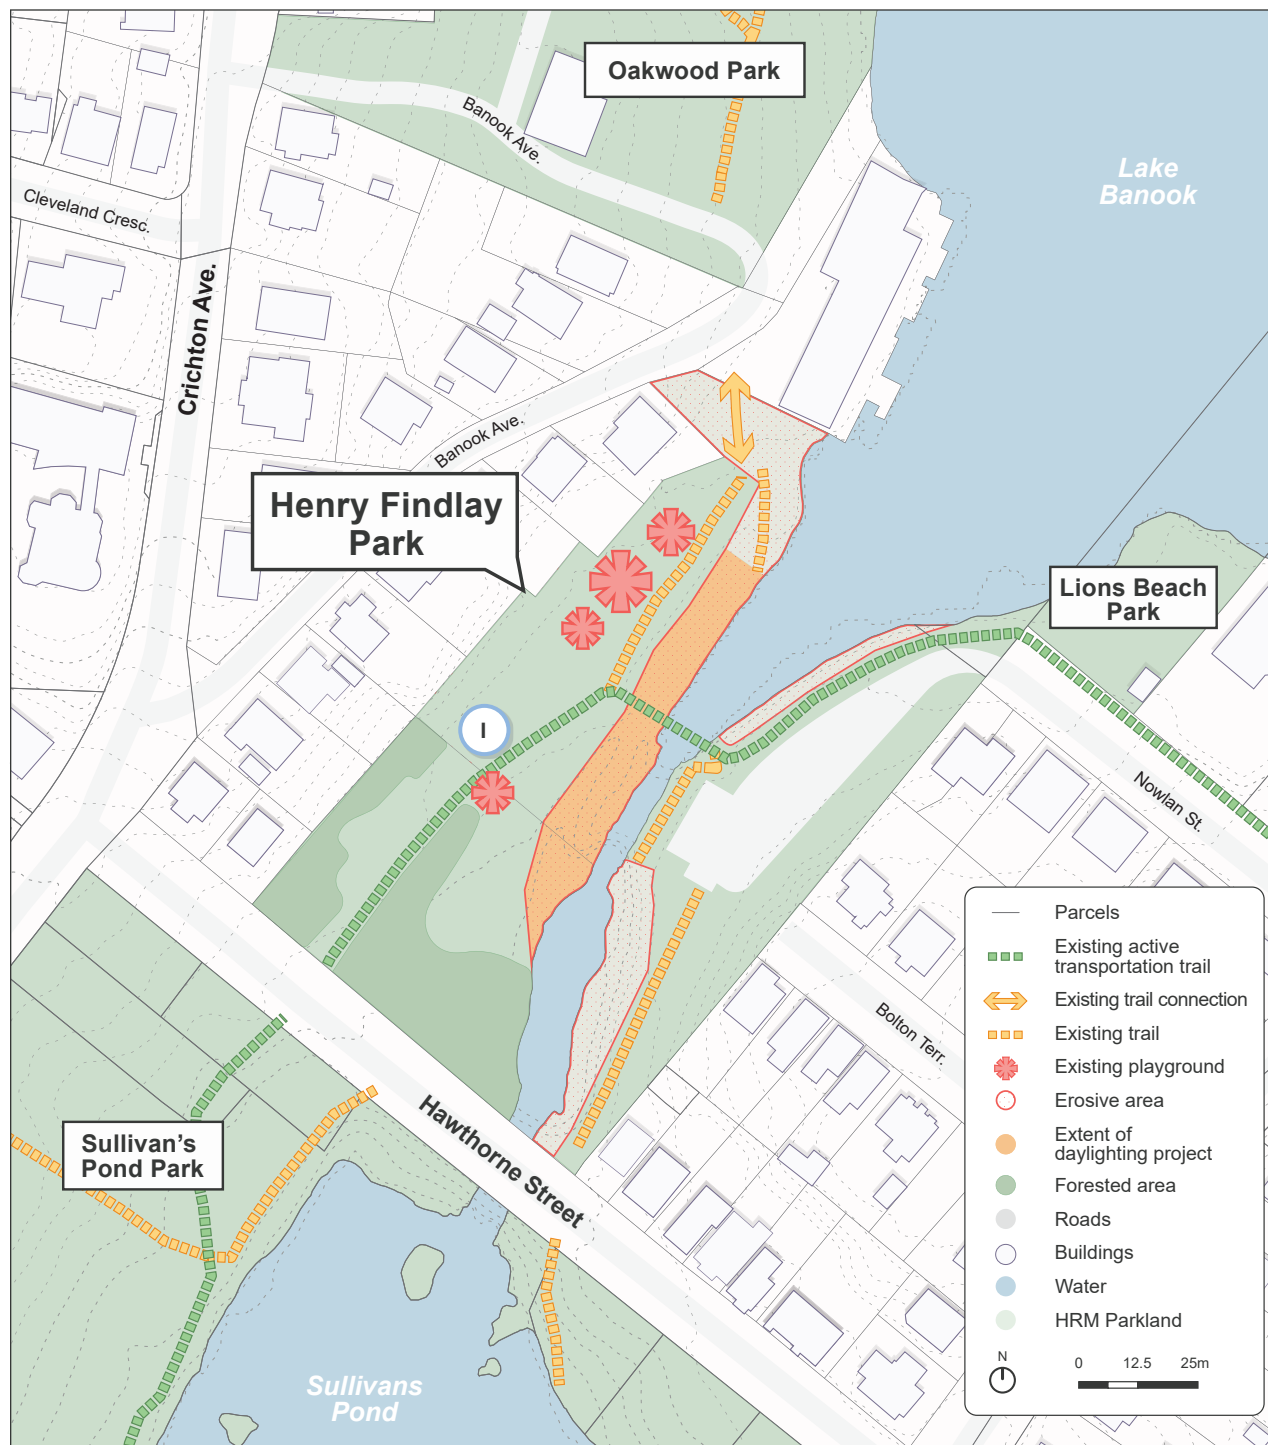 Oakwood Park
Banook Ave.
Lake
Banook
Cleveland Cresc.
Crichton Ave.
Banook Ave.
Henry Findlay
Park
Lions Beach
Park
I
Nowlan St.
Bolton Terr.
Hawthorne Street
Sullivan’s
Pond Park
Sullivans
Pond
Parcels
Existing active
transportation trail
Existing trail connection
Existing trail
Existing playground
Erosive area
Extent of
daylighting project
Forested area
Roads
Buildings
Water
HRM Parkland
N
0 12.5 25m